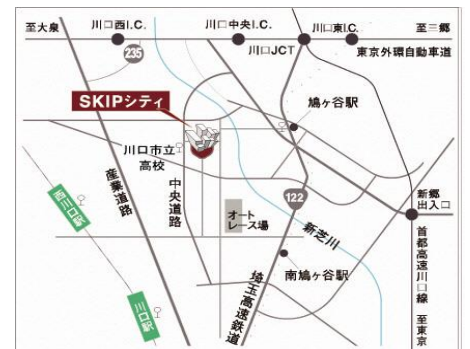 至大泉
川口西I.C.
川口中央I.C.
川口東I.C.
至三郷
川口JCT
東京外環自動車道
235
SKIPシティ
鳩ヶ谷駅
川口市立
高校
西川口駅
産業道路
中央道路
122
新郷
出入口
オート
レース場
新芝川
川口駅
南鳩ヶ谷駅
埼玉高速鉄道
首都高速川口線
至東京